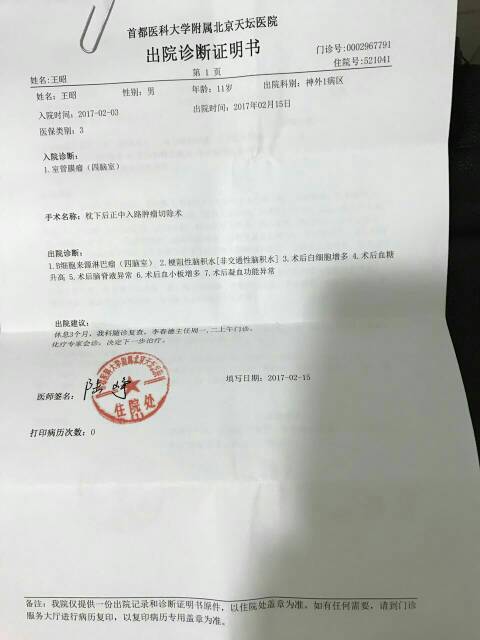 首都医科大学附属北京天坛医院
出院诊断证明书
门诊号:0002967791
住院号:521041
姓名:王昭
第 1 页
姓名：王昭 性别：男 年龄：11岁 出院科别：神外1病区
入院时间：2017-02-03 出院时间：2017年02月15日
医保类别：3
入院诊断：
1.室管膜瘤（四脑室）
手术名称：枕下后正中入路肿瘤切除术
出院诊断：
1.B细胞来源淋巴瘤（四脑室） 2.梗阻性脑积水[非交通性脑积水] 3.术后白细胞增多 4.术后血糖
升高 5.术后脑脊液异常 6.术后血小板增多 7.术后凝血功能异常
出院建议：
休息3个月，我科随诊复查，李春德主任周一,二上午门诊。
化疗专家会诊，决定下一步治疗。
填写日期：2017-02-15
医师签名：
首都医科大学附属北京天坛医院
住院处
(1)
打印病历次数：0
备注：我院仅提供一份出院记录和诊断证明书原件，以住院处盖章为准。如有任何需要，请到门诊
服务大厅进行病历复印，以复印病历专用盖章为准。